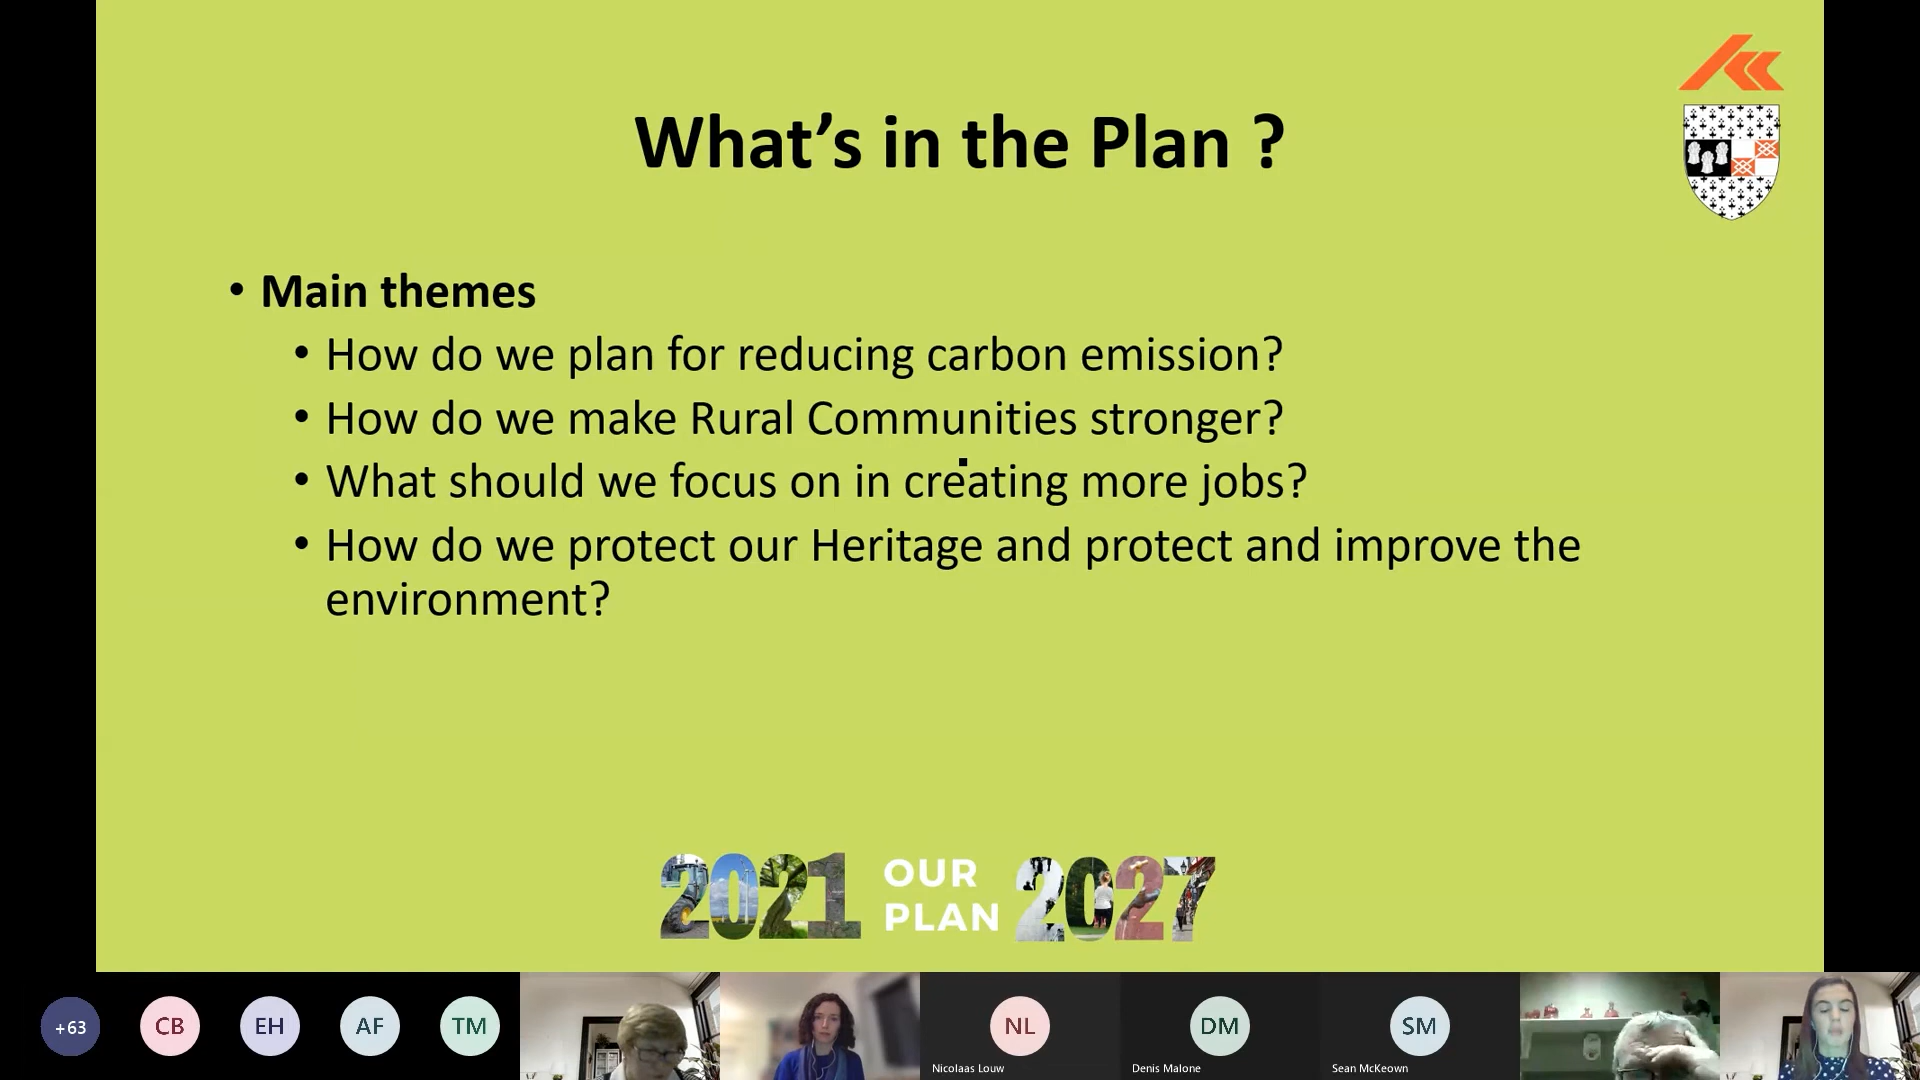 What’s in the Plan ?
• Main themes
• How do we plan for reducing carbon emission?
• How do we make Rural Communities stronger?
• What should we focus on in creating more jobs?
• How do we protect our Heritage and protect and improve the
environment?
2021 OUR PLAN 2027
+63
CB
EH
AF
TM
NL
Nicolaas Louw
DM
Denis Malone
SM
Sean McKeown